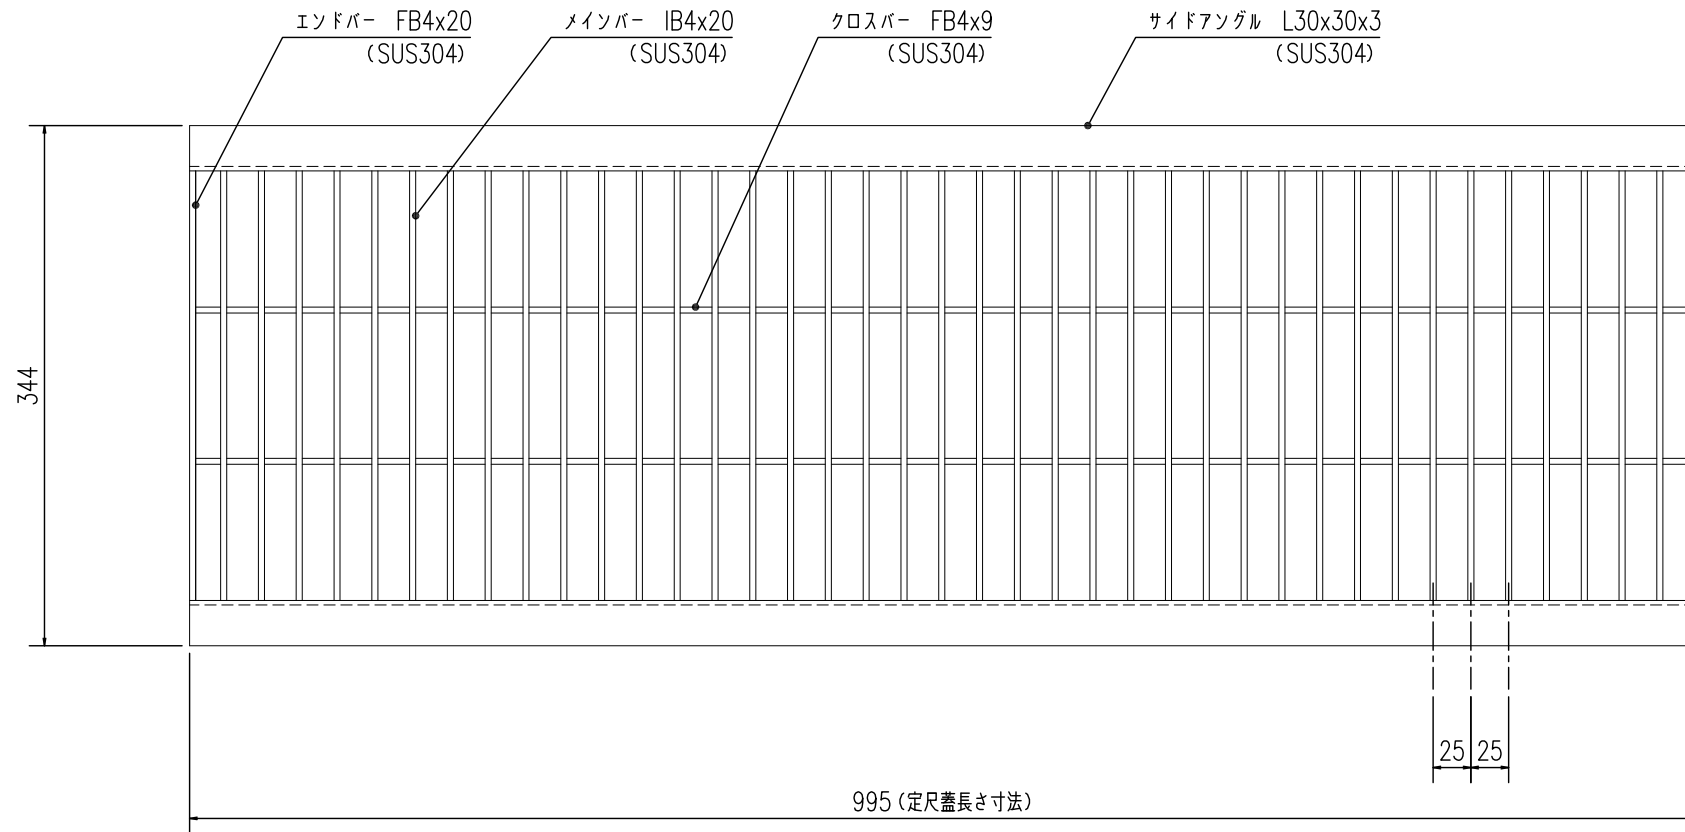 エンドバー FB4x20
(SUS304)
メインバー IB4x20
(SUS304)
クロスバー FB4x9
(SUS304)
サイドアングル L30x30x3
(SUS304)
344
25
25
995(定尺蓋長さ寸法)